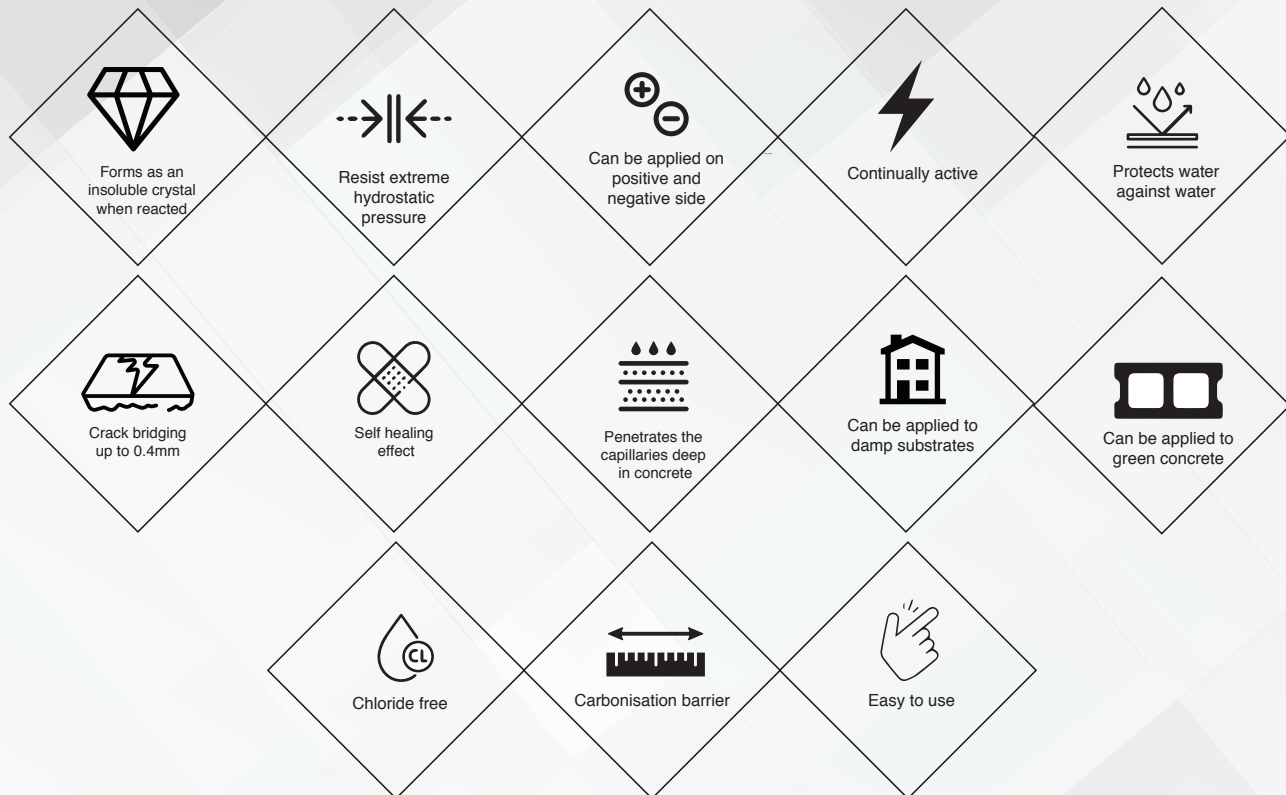 Forms as an
insoluble crystal
when reacted
Resist extreme
hydrostatic
pressure
Can be applied on
positive and
negative side
Continually active
Protects water
against water
Crack bridging
up to 0.4mm
Self healing
effect
Penetrates the
capillaries deep
in concrete
Can be applied to
damp substrates
Can be applied to
green concrete
CL
Chloride free
Carbonisation barrier
Easy to use